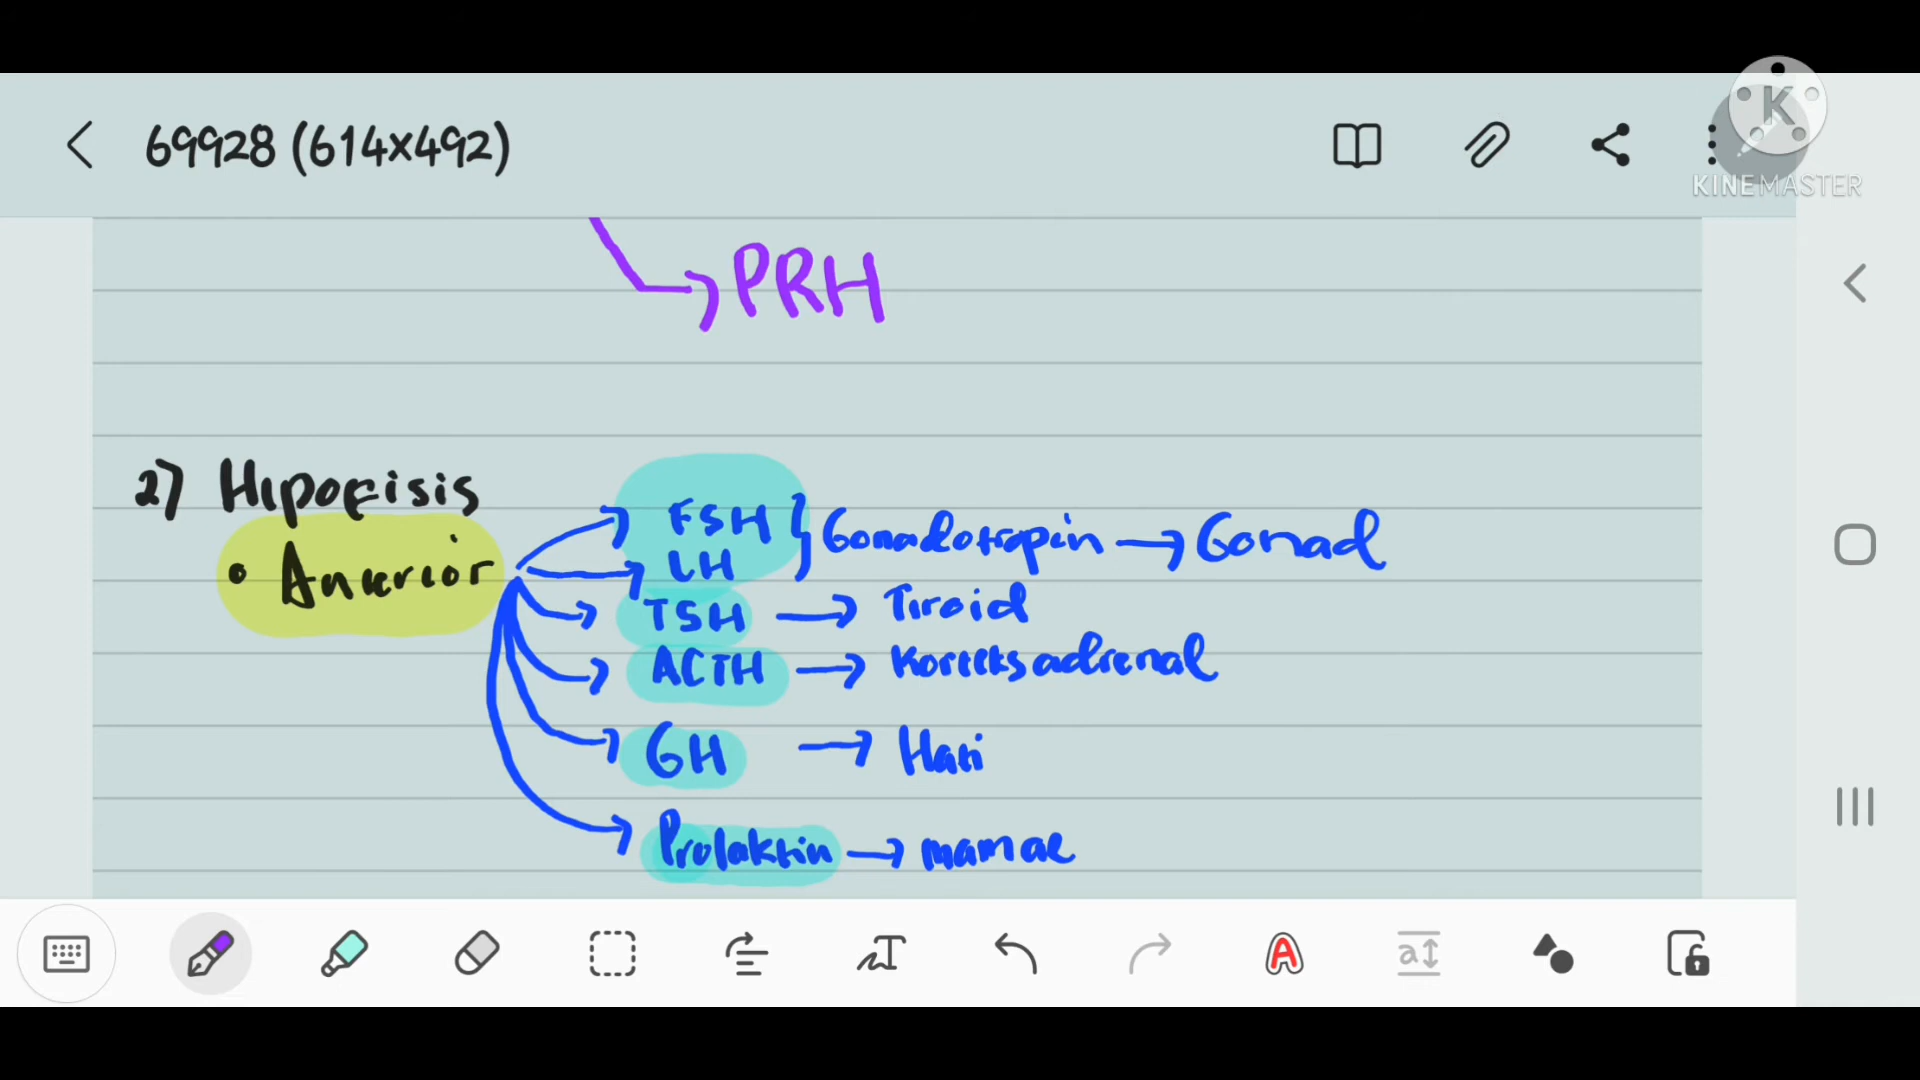 69928 (614x492)
KINEMASTER
PRH
2) Hipofisis
• Anterior
FSH
LH
Gonadotropin → Gonad
TSH → Tiroid
ACTH → Korteks adrenal
GH → Hati
Prolaktin → mamae